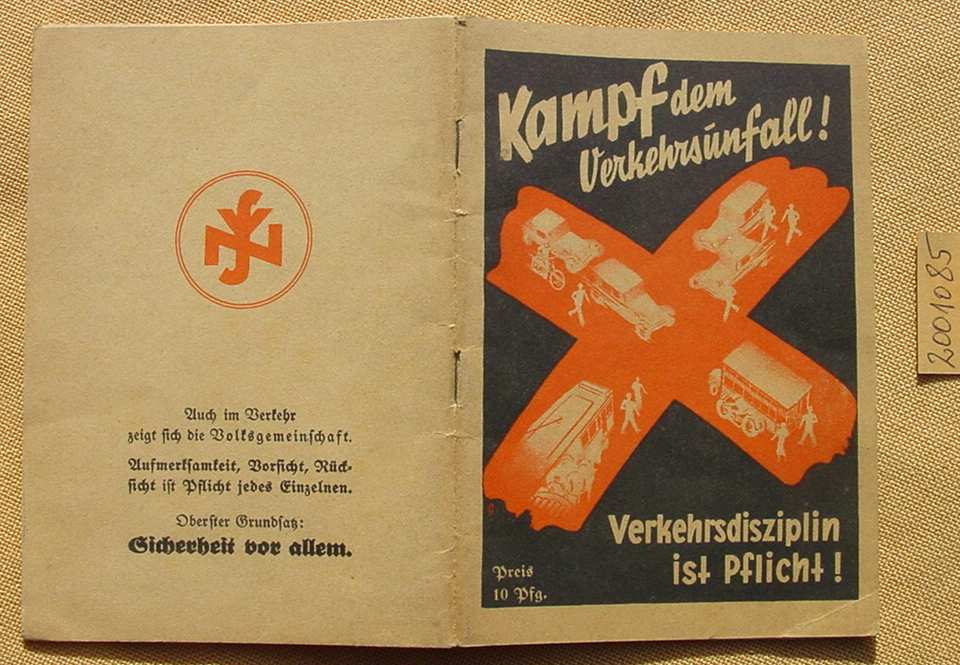 Auch im Verkehr
zeigt sich die Volksgemeinschaft.
Aufmerksamkeit, Vorsicht, Rück-
sicht ist Pflicht jedes Einzelnen.
Oberster Grundsatz:
Sicherheit vor allem.
Kampf dem
Verkehrsunfall!
Verkehrsdisziplin
ist Pflicht!
Preis
10 Pfg.
2001085